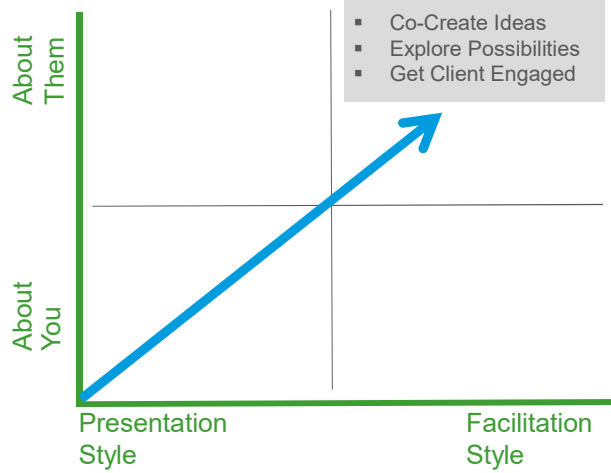 ▪ Co-Create Ideas
▪ Explore Possibilities
▪ Get Client Engaged
About
Them
About
You
Presentation
Style
Facilitation
Style